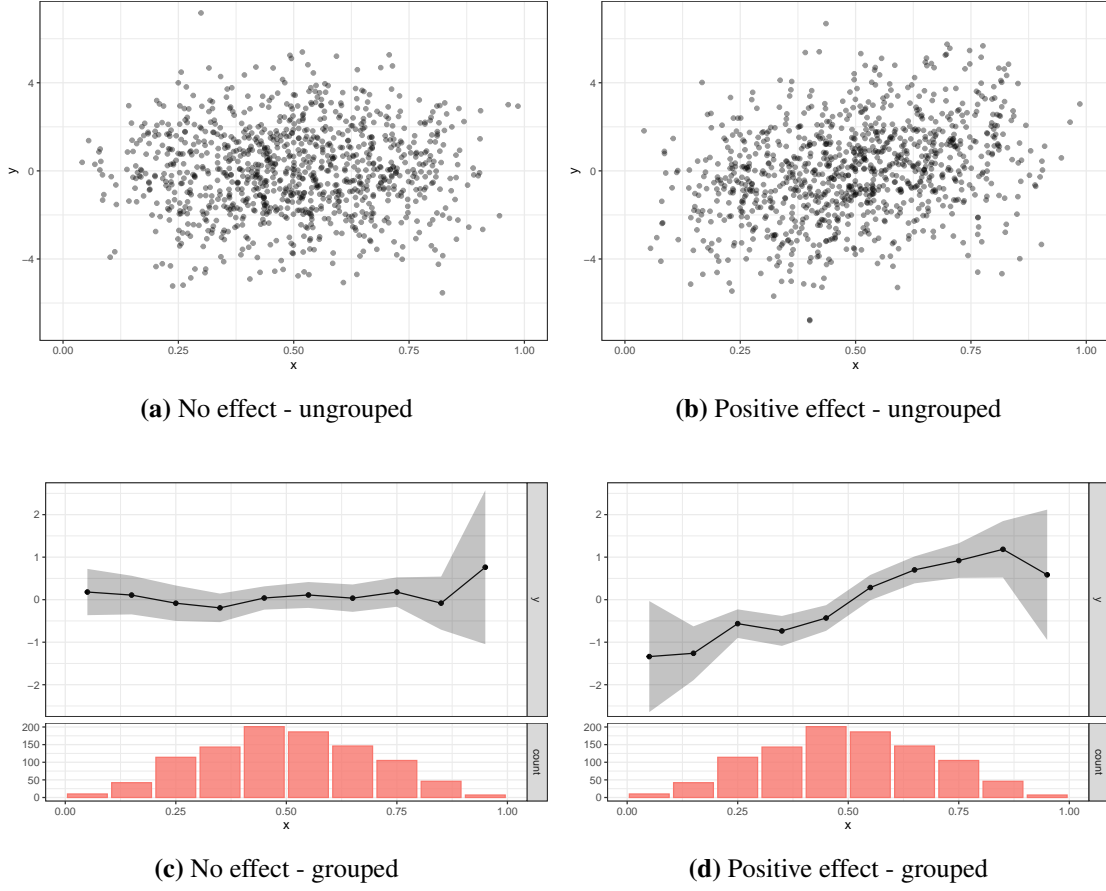 4
0
−4
y
0.00 0.25 0.50 0.75 1.00
x
(a) No effect - ungrouped
4
0
−4
y
0.00 0.25 0.50 0.75 1.00
x
(b) Positive effect - ungrouped
2
1
0
−1
−2
y
200
150
100
50
0
count
0.00 0.25 0.50 0.75 1.00
x
(c) No effect - grouped
2
1
0
−1
−2
y
200
150
100
50
0
count
0.00 0.25 0.50 0.75 1.00
x
(d) Positive effect - grouped